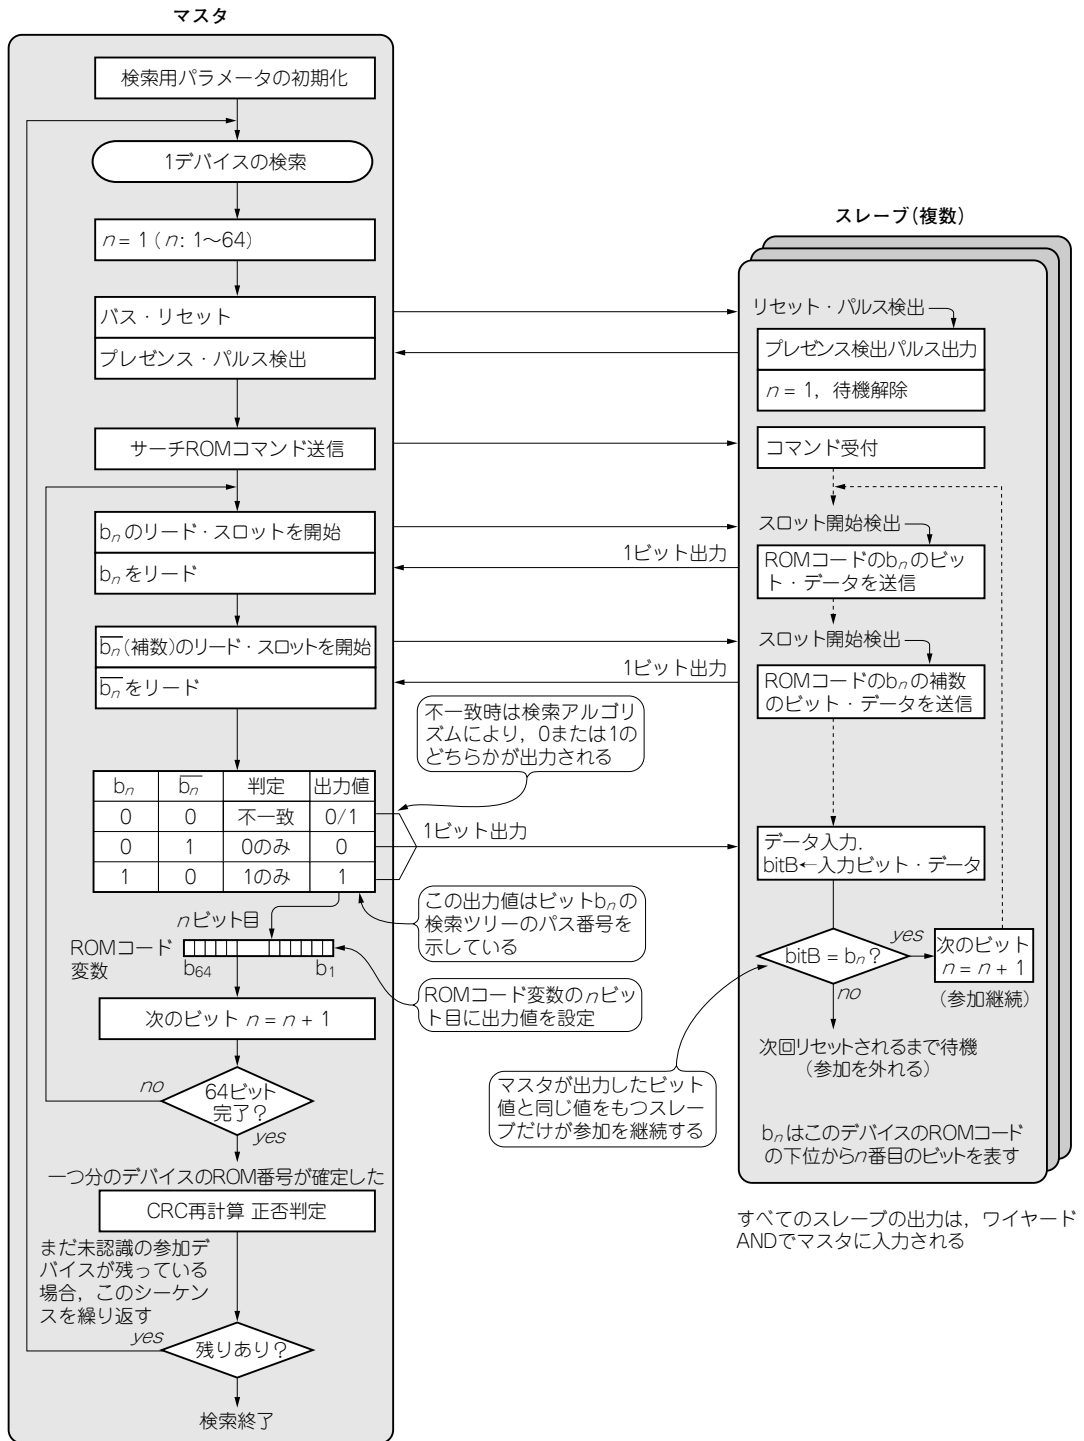 マスタ
検索用パラメータの初期化
1デバイスの検索
n = 1 ( n: 1〜64)
バス・リセット
プレゼンス・パルス検出
サーチROMコマンド送信
bnのリード・スロットを開始
bnをリード
bn(補数)のリード・スロットを開始
bnをリード
bn bn 判定 出力値
0 0 不一致 0/1
0 1 0のみ 0
1 0 1のみ 1
nビット目
ROMコード
変数
b64 b1
次のビット n = n + 1
64ビット
完了?
no
yes
一つ分のデバイスのROM番号が確定した
CRC再計算 正否判定
まだ未認識の参加デ
バイスが残っている
場合,このシーケン
スを繰り返す
yes
残りあり?
検索終了
1ビット出力
1ビット出力
不一致時は検索アルゴリ
ズムにより,0または1の
どちらかが出力される
1ビット出力
この出力値はビットbnの
検索ツリーのパス番号を
示している
ROMコード変数のnビッ
ト目に出力値を設定
マスタが出力したビット
値と同じ値をもつスレー
ブだけが参加を継続する
スレーブ(複数)
リセット・パルス検出
プレゼンス検出パルス出力
n = 1,待機解除
コマンド受付
スロット開始検出
ROMコードのbnのビッ
ト・データを送信
スロット開始検出
ROMコードのbnの補数
のビット・データを送信
データ入力.
bitB←入力ビット・データ
bitB = bn ?
yes
次のビット
n = n + 1
(参加継続)
no
次回リセットされるまで待機
(参加を外れる)
bnはこのデバイスのROMコード
の下位からn番目のビットを表す
すべてのスレーブの出力は,ワイヤード
ANDでマスタに入力される